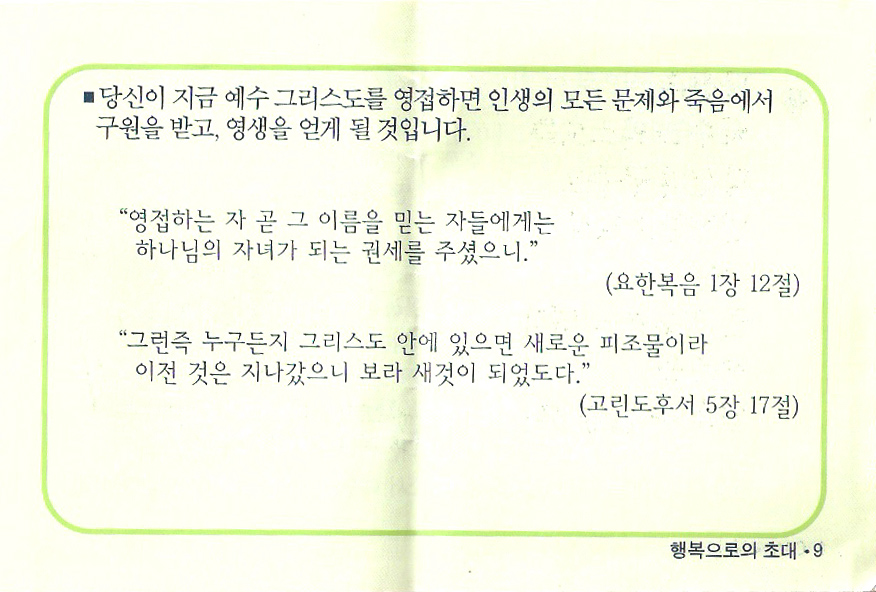 ■당신이 지금 예수 그리스도를 영접하면 인생의 모든 문제와 죽음에서
구원을 받고, 영생을 얻게 될 것입니다.
“영접하는 자 곧 그 이름을 믿는 자들에게는
하나님의 자녀가 되는 권세를 주셨으니.”
(요한복음 1장 12절)
“그런즉 누구든지 그리스도 안에 있으면 새로운 피조물이라
이전 것은 지나갔으니 보라 새것이 되었도다.”
(고린도후서 5장 17절)
행복으로의 초대•9